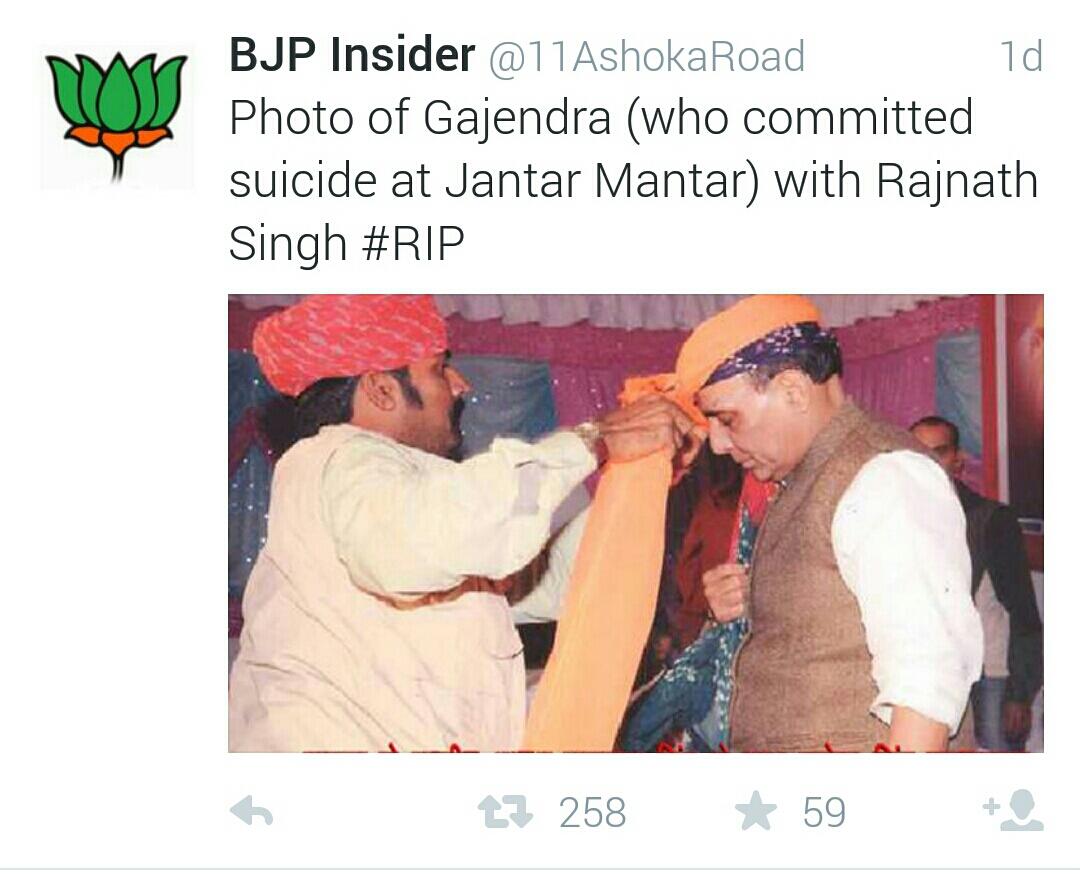 BJP Insider @11AshokaRoad 1d
Photo of Gajendra (who committed
suicide at Jantar Mantar) with Rajnath
Singh #RIP
258 59